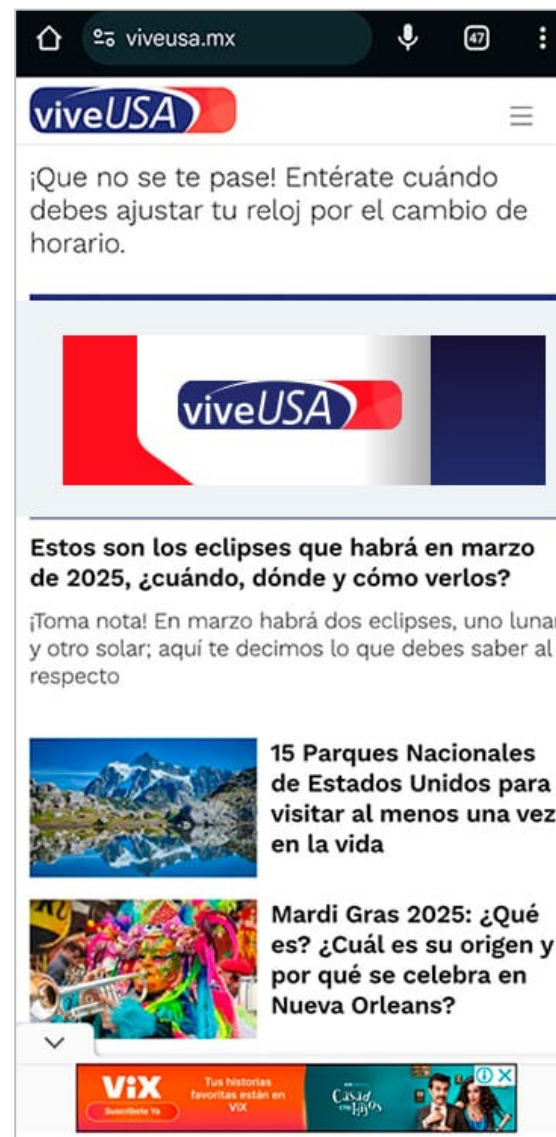 viveusa.mx
47
viveUSA
¡Que no se te pase! Entérate cuándo
debes ajustar tu reloj por el cambio de
horario.
viveUSA
Estos son los eclipses que habrá en marzo
de 2025, ¿cuándo, dónde y cómo verlos?
¡Toma nota! En marzo habrá dos eclipses, uno lunar
y otro solar; aquí te decimos lo que debes saber al
respecto
15 Parques Nacionales
de Estados Unidos para
visitar al menos una vez
en la vida
Mardi Gras 2025: ¿Qué
es? ¿Cuál es su origen y
por qué se celebra en
Nueva Orleans?
ViX
Suscríbete Ya
Tus historias
favoritas están en
ViX
Casad
con hijos